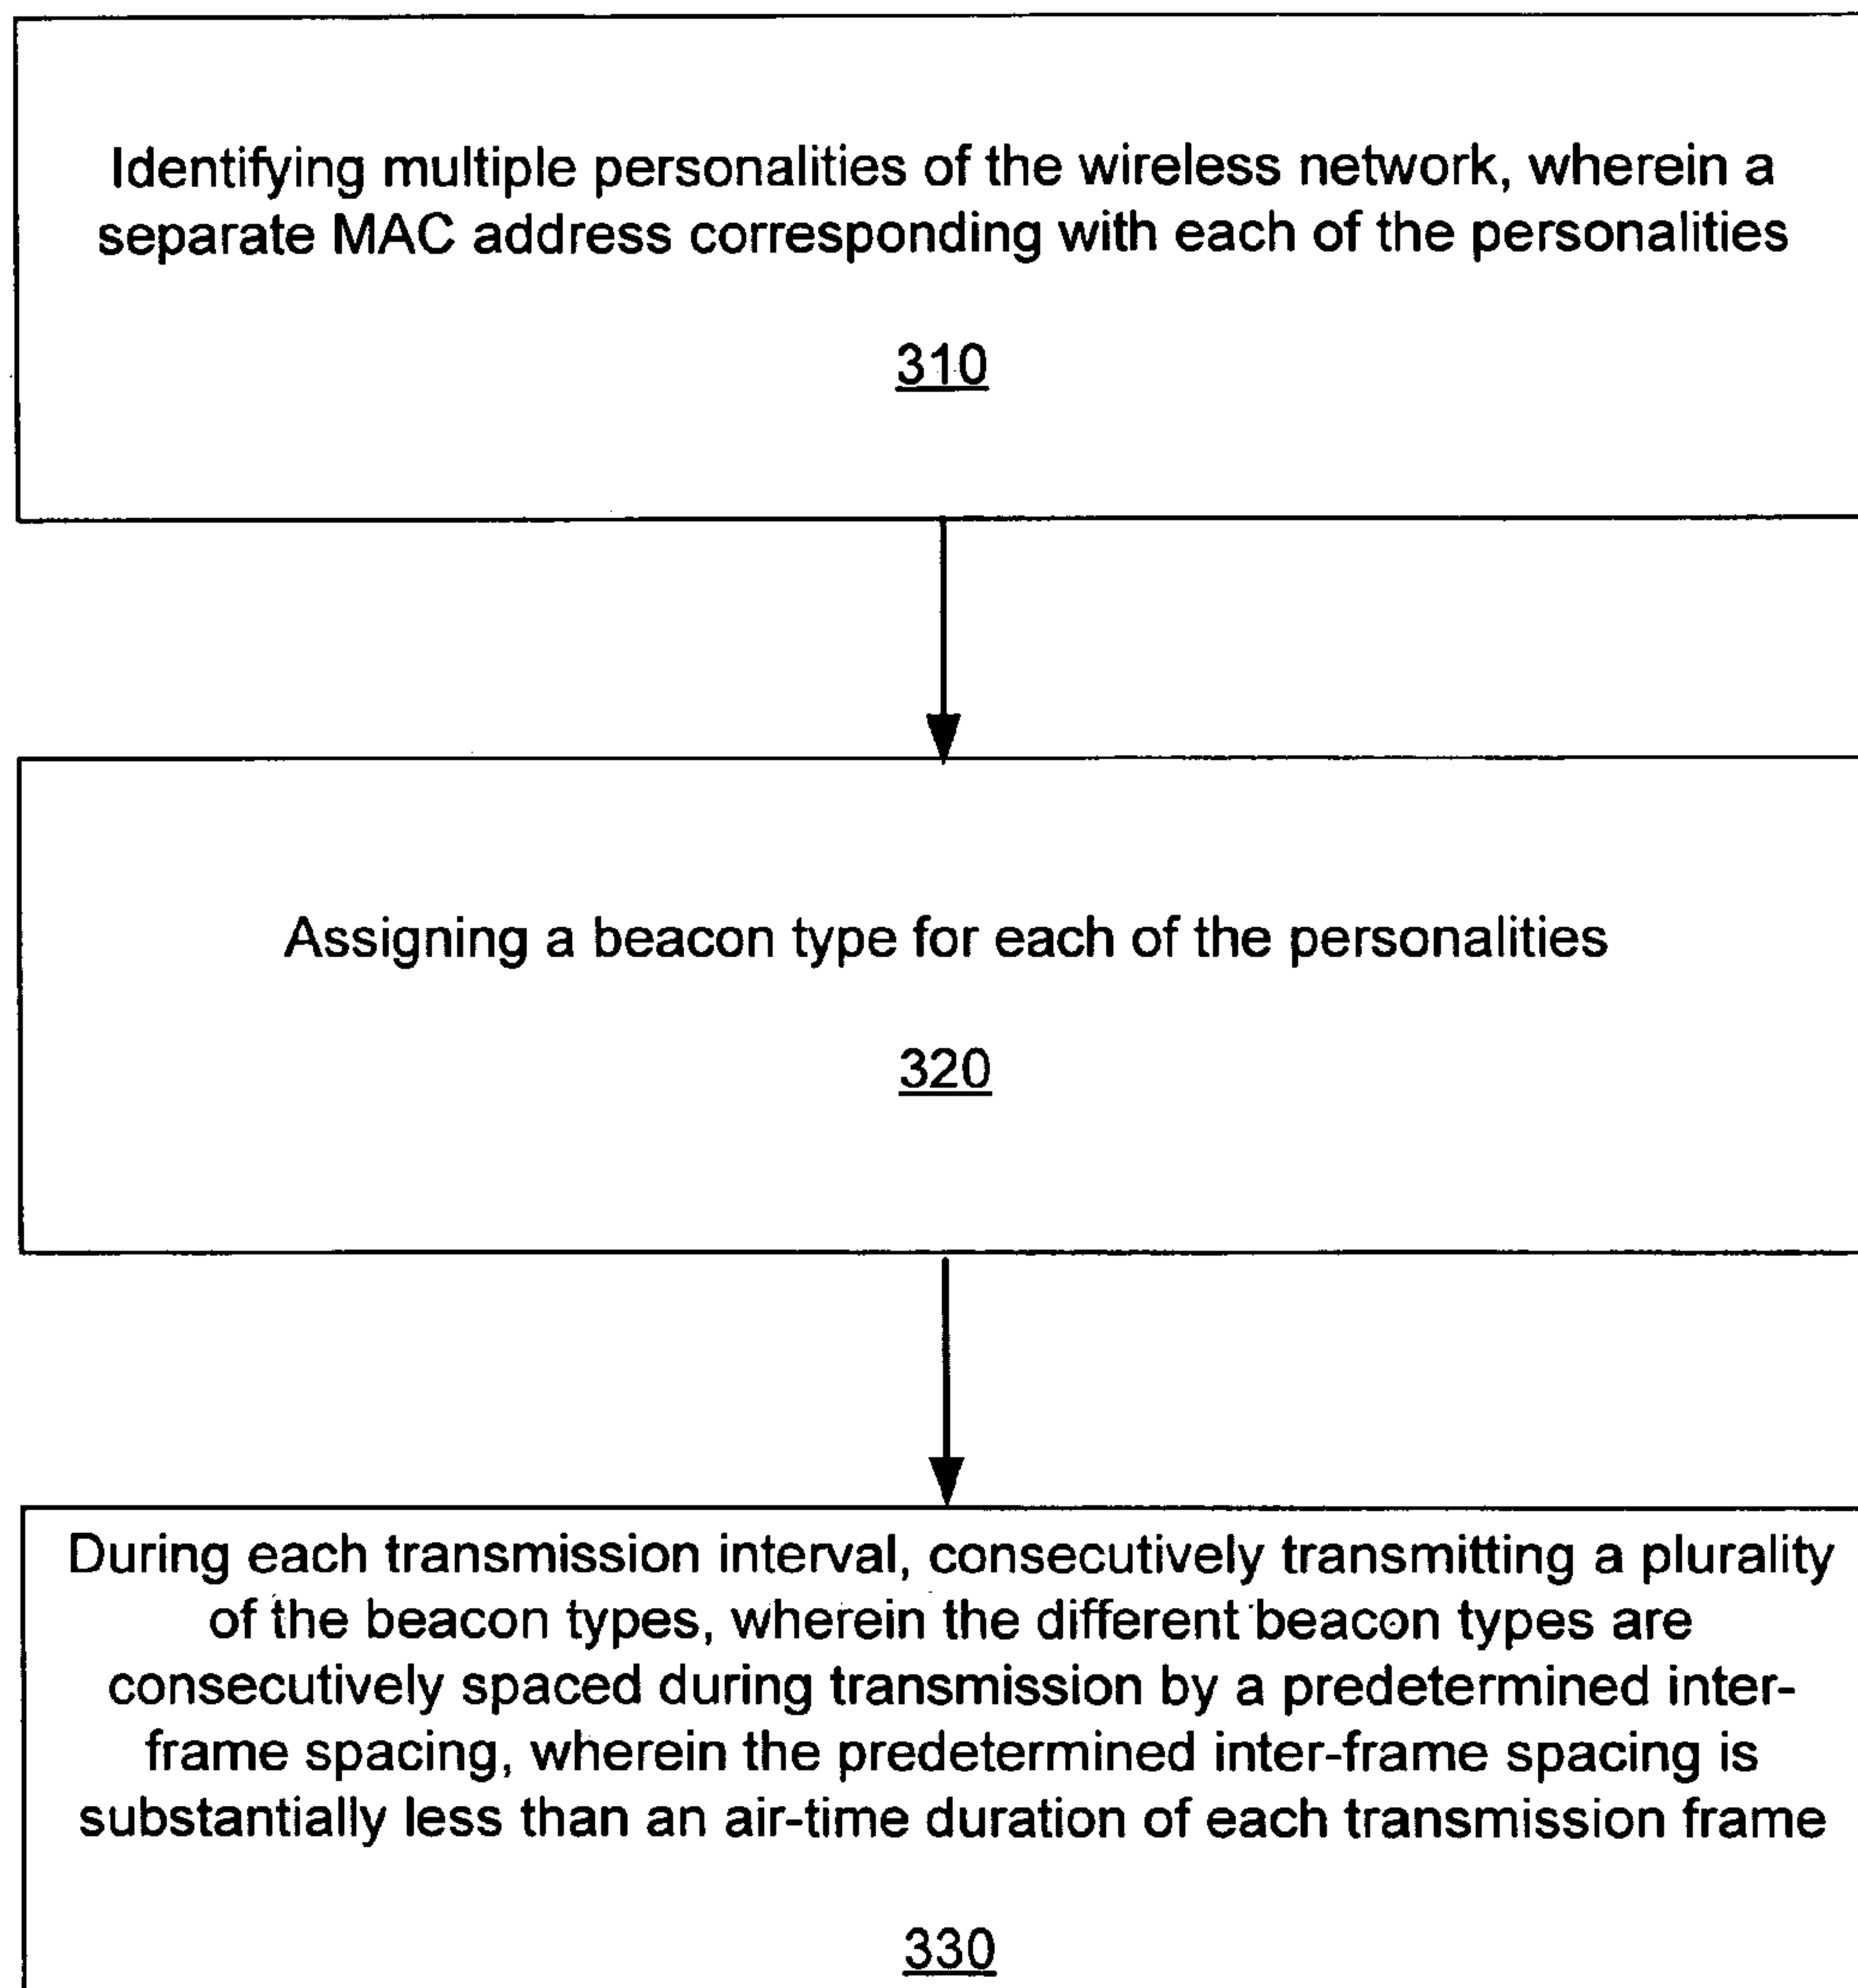 Identifying multiple personalities of the wireless network, wherein a
separate MAC address corresponding with each of the personalities
310
Assigning a beacon type for each of the personalities
320
During each transmission interval, consecutively transmitting a plurality
of the beacon types, wherein the different beacon types are
consecutively spaced during transmission by a predetermined inter-
frame spacing, wherein the predetermined inter-frame spacing is
substantially less than an air-time duration of each transmission frame
330